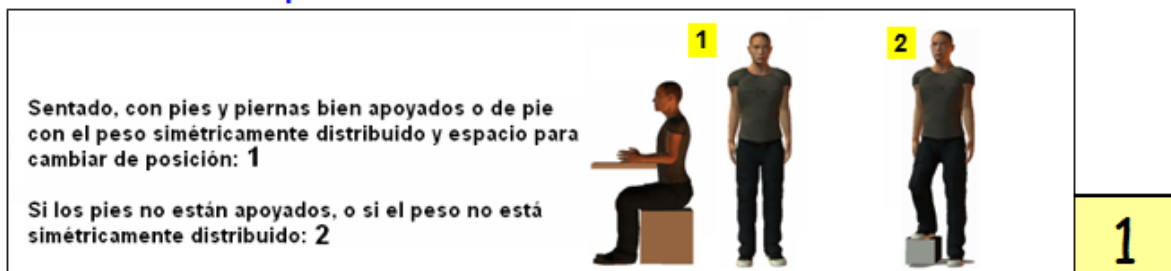 1
2
Sentado, con pies y piernas bien apoyados o de pie
con el peso simétricamente distribuido y espacio para
cambiar de posición: 1
Si los pies no están apoyados, o si el peso no está
simétricamente distribuido: 2
1